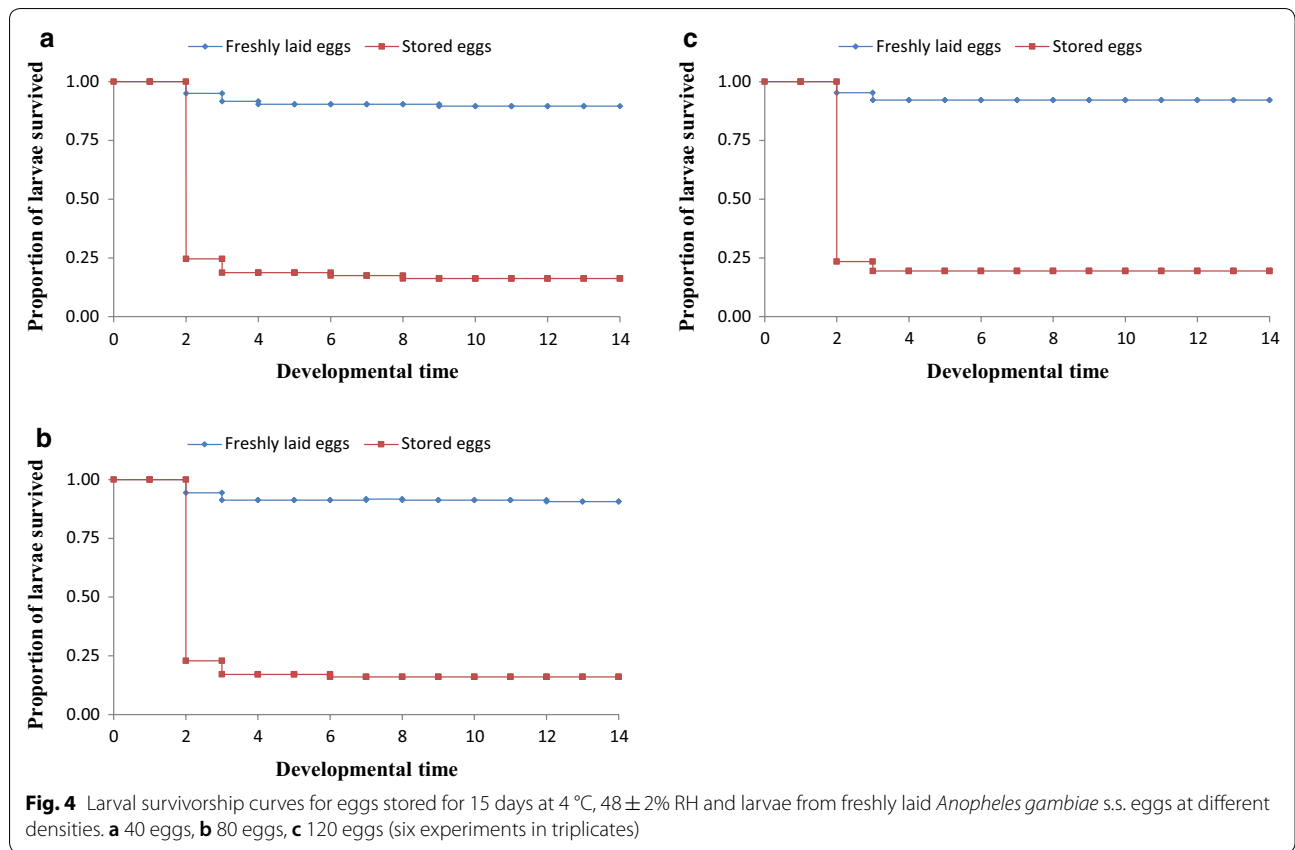 a
Freshly laid eggs Stored eggs
1.00
0.75
0.50
0.25
0.00
Proportion of larvae survived
0 2 4 6 8 10 12 14
Developmental time
c
Freshly laid eggs Stored eggs
1.00
0.75
0.50
0.25
0.00
Proportion of larvae survived
0 2 4 6 8 10 12 14
Developmental time
b
Freshly laid eggs Stored eggs
1.00
0.75
0.50
0.25
0.00
Proportion of larvae survived
0 2 4 6 8 10 12 14
Developmental time
Fig. 4 Larval survivorship curves for eggs stored for 15 days at 4 °C, 48 ± 2% RH and larvae from freshly laid Anopheles gambiae s.s. eggs at different
densities. a 40 eggs, b 80 eggs, c 120 eggs (six experiments in triplicates)